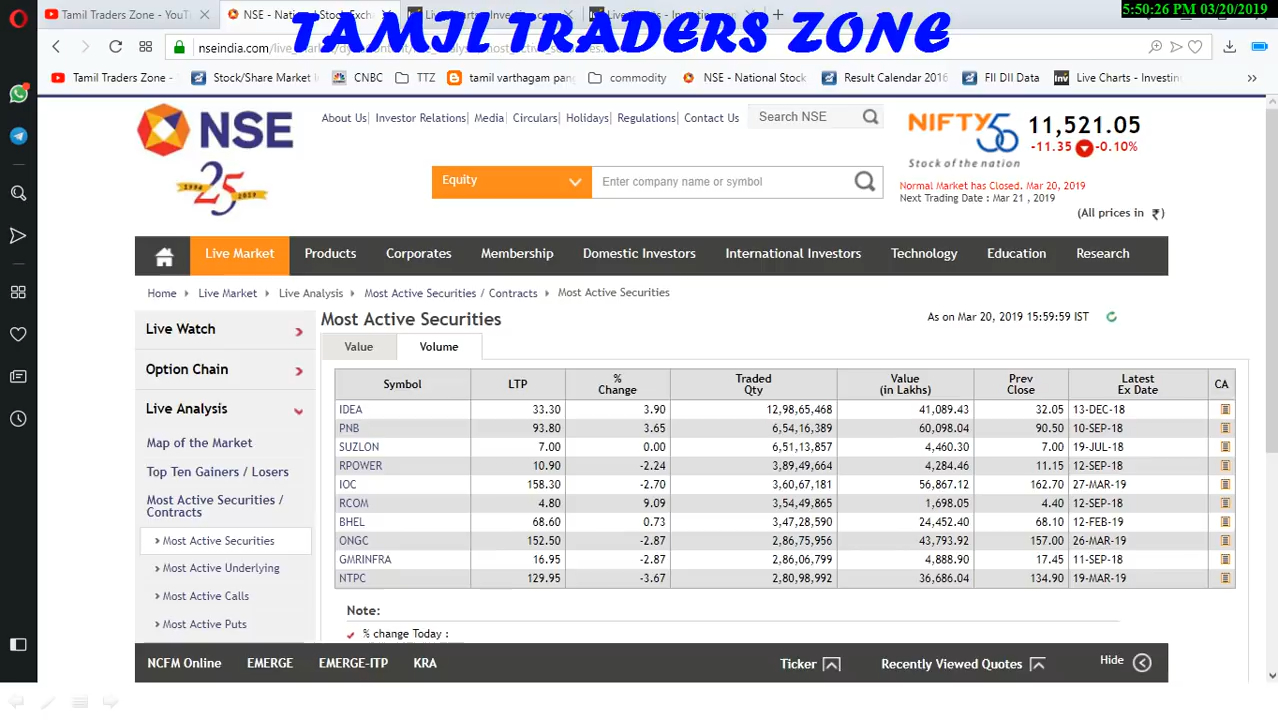 5:50:26 PM 03/20/2019
Tamil Traders Zone - YouT
NSE - National Stock Exch
TAMIL TRADERS ZONE
nseindia.com/live_market/
Tamil Traders Zone -
Stock/Share Market I
CNBC
TTZ
tamil varthagam pang
commodity
NSE - National Stock
Result Calendar 2016
FII DII Data
Inv
Live Charts - Investin
NSE
25
About Us| Investor Relations| Media| Circulars| Holidays| Regulations| Contact Us
Search NSE
NIFTY50
Stock of the nation
11,521.05
-11.35 -0.10%
Equity
Enter company name or symbol
Normal Market has Closed. Mar 20, 2019
Next Trading Date : Mar 21 , 2019
(All prices in ₹)
Live Market Products Corporates Membership Domestic Investors International Investors Technology Education Research
Home Live Market Live Analysis Most Active Securities / Contracts Most Active Securities
Live Watch
Option Chain
Live Analysis
Map of the Market
Top Ten Gainers / Losers
Most Active Securities /
Contracts
Most Active Securities
Most Active Underlying
Most Active Calls
Most Active Puts
Most Active Securities
As on Mar 20, 2019 15:59:59 IST
Value Volume
Symbol LTP % Change Traded Qty Value (in Lakhs) Prev Close Latest Ex Date CA
IDEA 33.30 3.90 12,98,65,468 41,089.43 32.05 13-DEC-18
PNB 93.80 3.65 6,54,16,389 60,098.04 90.50 10-SEP-18
SUZLON 7.00 0.00 6,51,13,857 4,460.30 7.00 19-JUL-18
RPOWER 10.90 -2.24 3,89,49,664 4,284.46 11.15 12-SEP-18
IOC 158.30 -2.70 3,60,67,181 56,867.12 162.70 27-MAR-19
RCOM 4.80 9.09 3,54,49,865 1,698.05 4.40 12-SEP-18
BHEL 68.60 0.73 3,47,28,590 24,452.40 68.10 12-FEB-19
ONGC 152.50 -2.87 2,86,75,956 43,793.92 157.00 26-MAR-19
GMRINFRA 16.95 -2.87 2,86,06,799 4,888.90 17.45 11-SEP-18
NTPC 129.95 -3.67 2,80,98,992 36,686.04 134.90 19-MAR-19
Note:
% change Today :
NCFM Online EMERGE EMERGE-ITP KRA Ticker Recently Viewed Quotes Hide